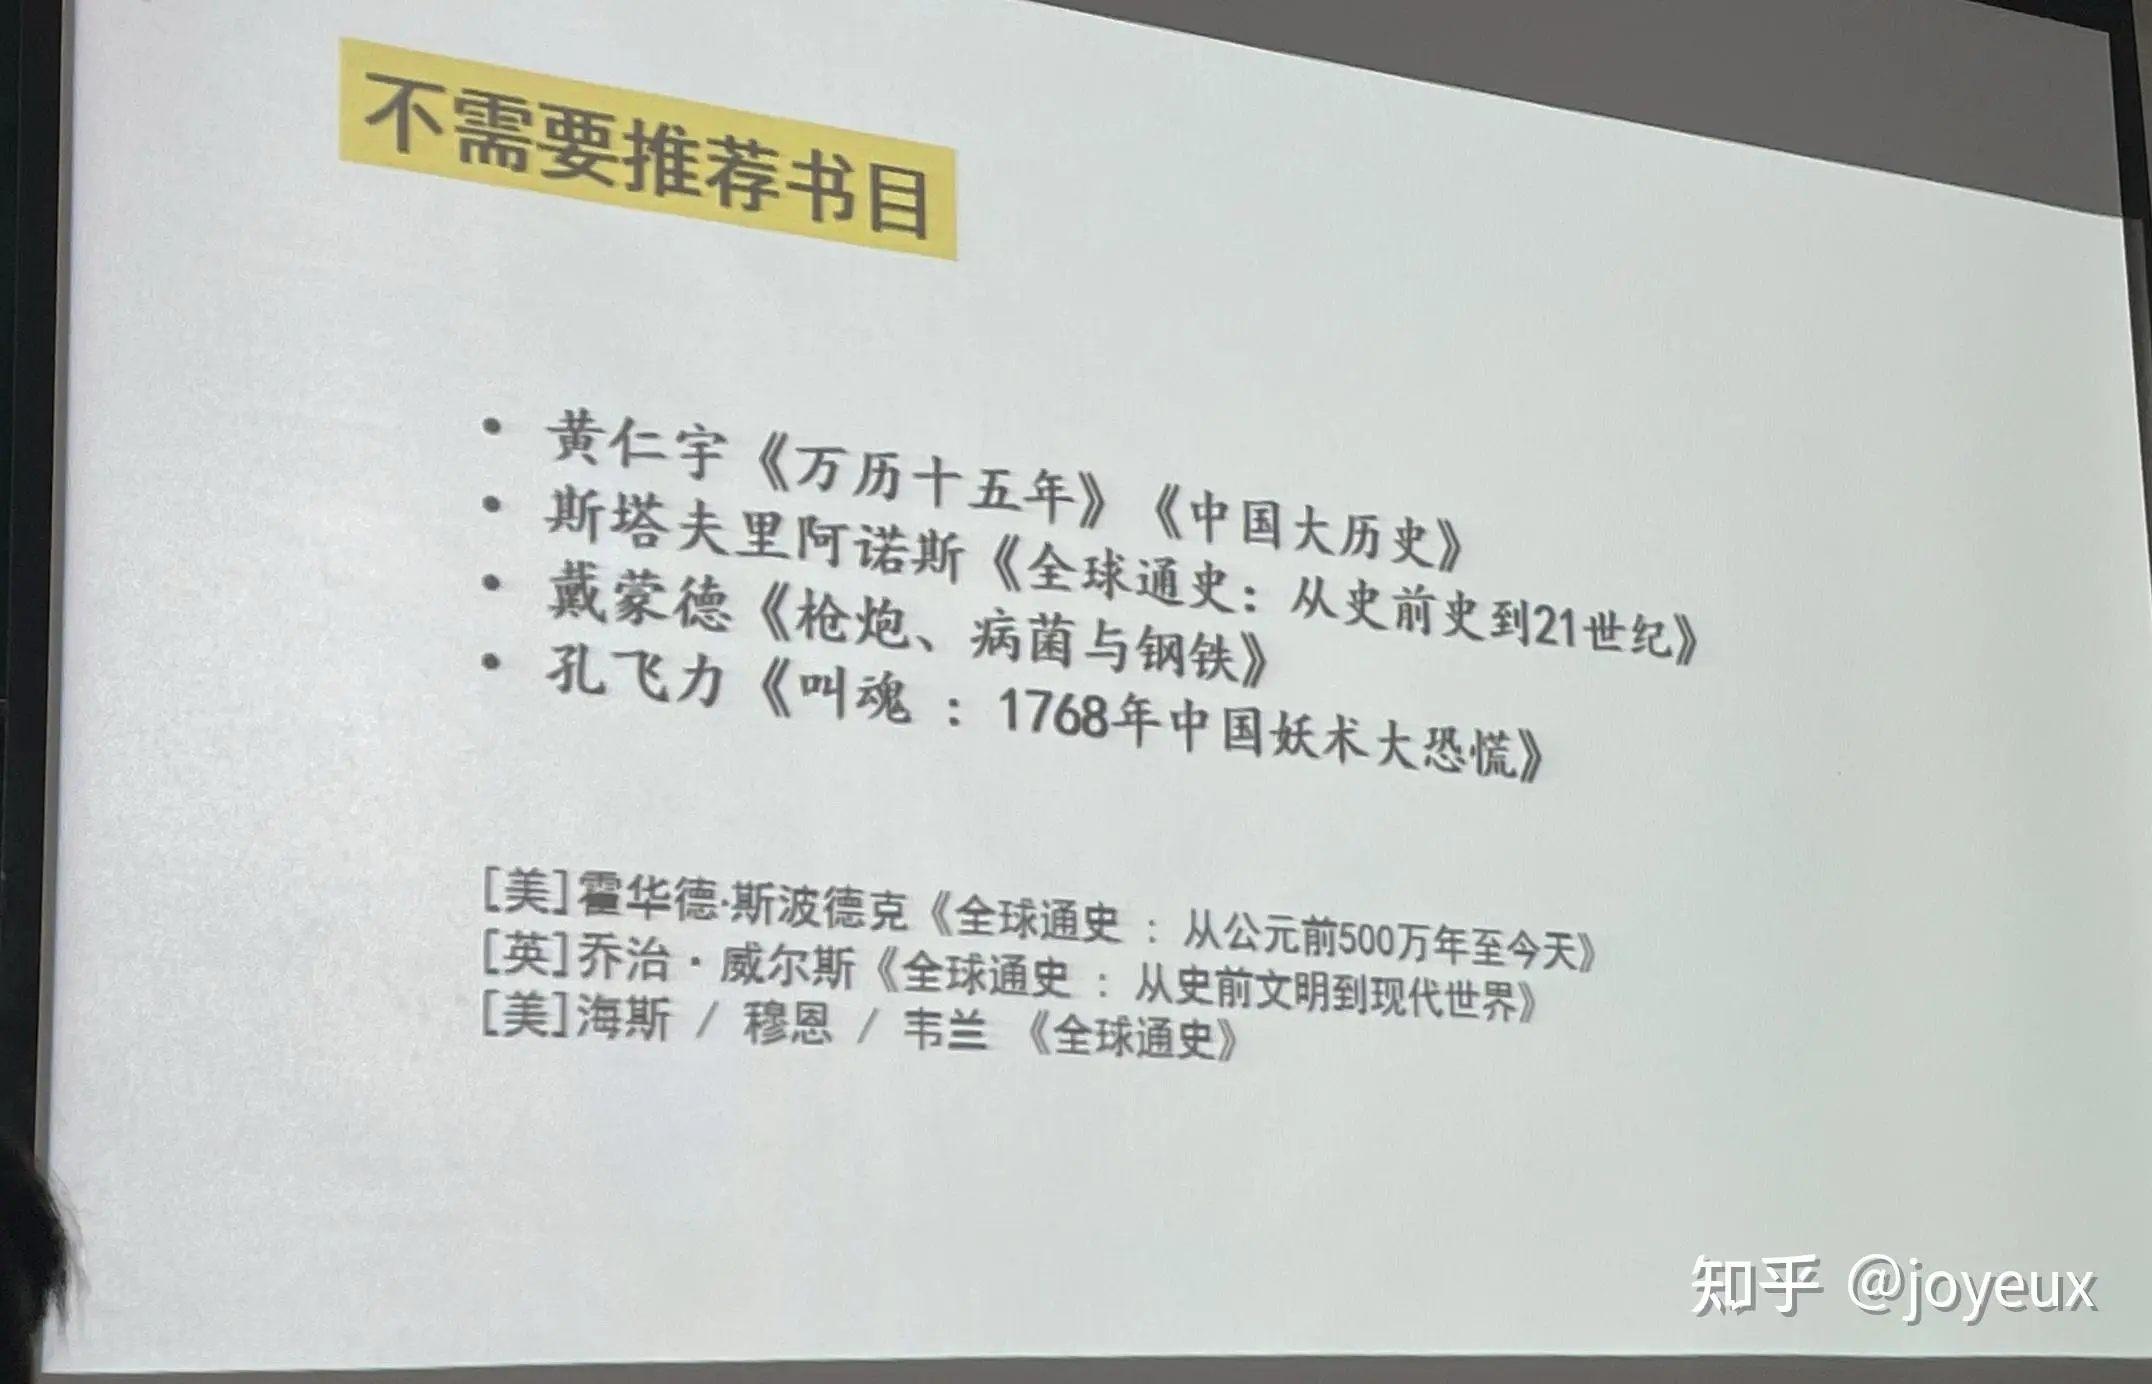 不需要推荐书目
• 黄仁宇《万历十五年》《中国大历史》
• 斯塔夫里阿诺斯《全球通史：从史前史到21世纪》
• 戴蒙德《枪炮、病菌与钢铁》
• 孔飞力《叫魂 ：1768年中国妖术大恐慌》
[美]霍华德·斯波德克《全球通史 ：从公元前500万年至今天》
[英]乔治·威尔斯《全球通史 ：从史前文明到现代世界》
[美]海斯 / 穆恩 / 韦兰 《全球通史》
知乎 @joyeux